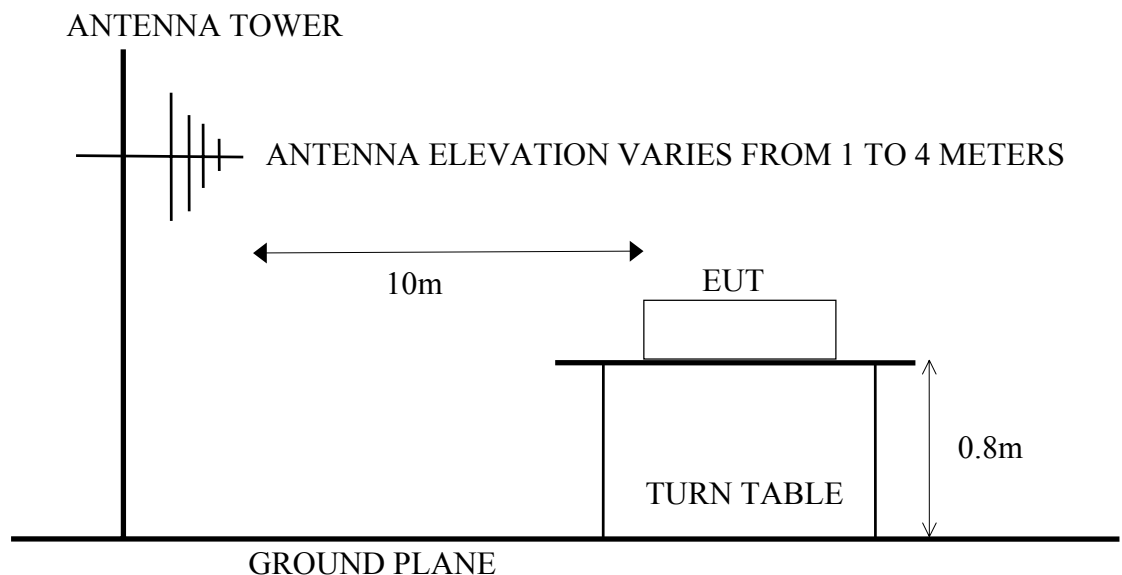 ANTENNA TOWER
ANTENNA ELEVATION VARIES FROM 1 TO 4 METERS
10m
EUT
0.8m
TURN TABLE
GROUND PLANE